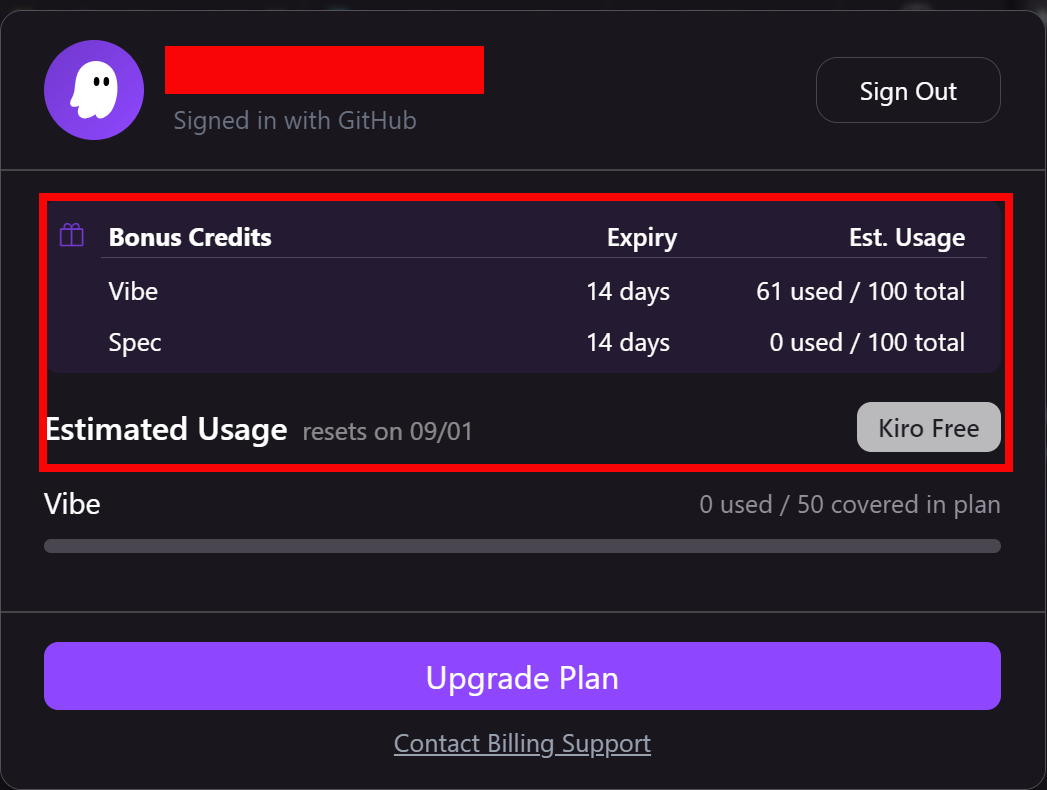 Signed in with GitHub
Sign Out
Bonus Credits Expiry Est. Usage
Vibe 14 days 61 used / 100 total
Spec 14 days 0 used / 100 total
Estimated Usage resets on 09/01 Kiro Free
Vibe 0 used / 50 covered in plan
Upgrade Plan
Contact Billing Support